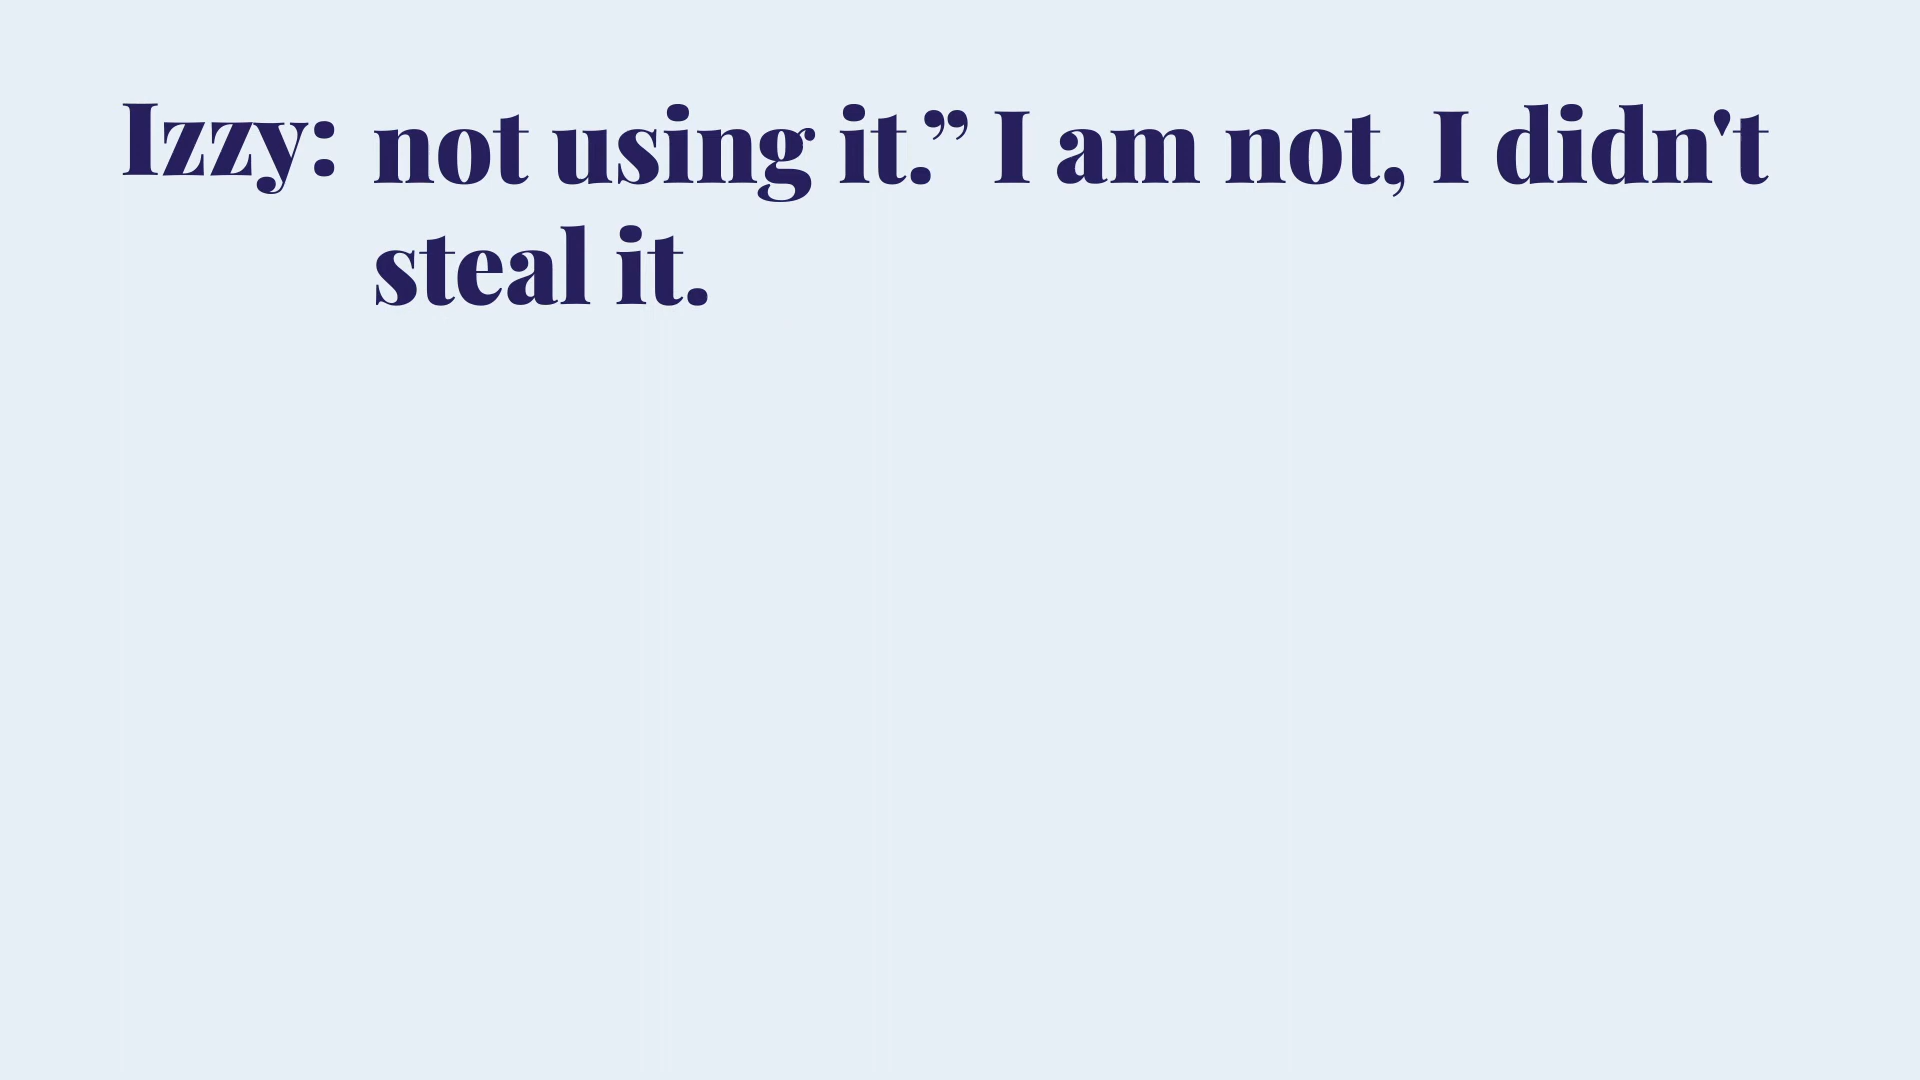 Izzy: not using it.” I am not, I didn't
steal it.